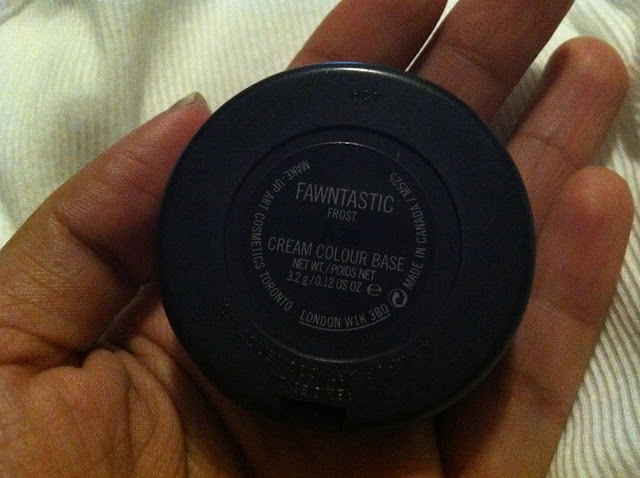 FAWNTASTIC
FROST
CREAM COLOUR BASE
NET WT./POIDS NET
3.2 g/0.12 US OZ e
MAKE-UP ART COSMETICS TORONTO
LONDON W1K 3BQ
MADE IN CANADA / M525